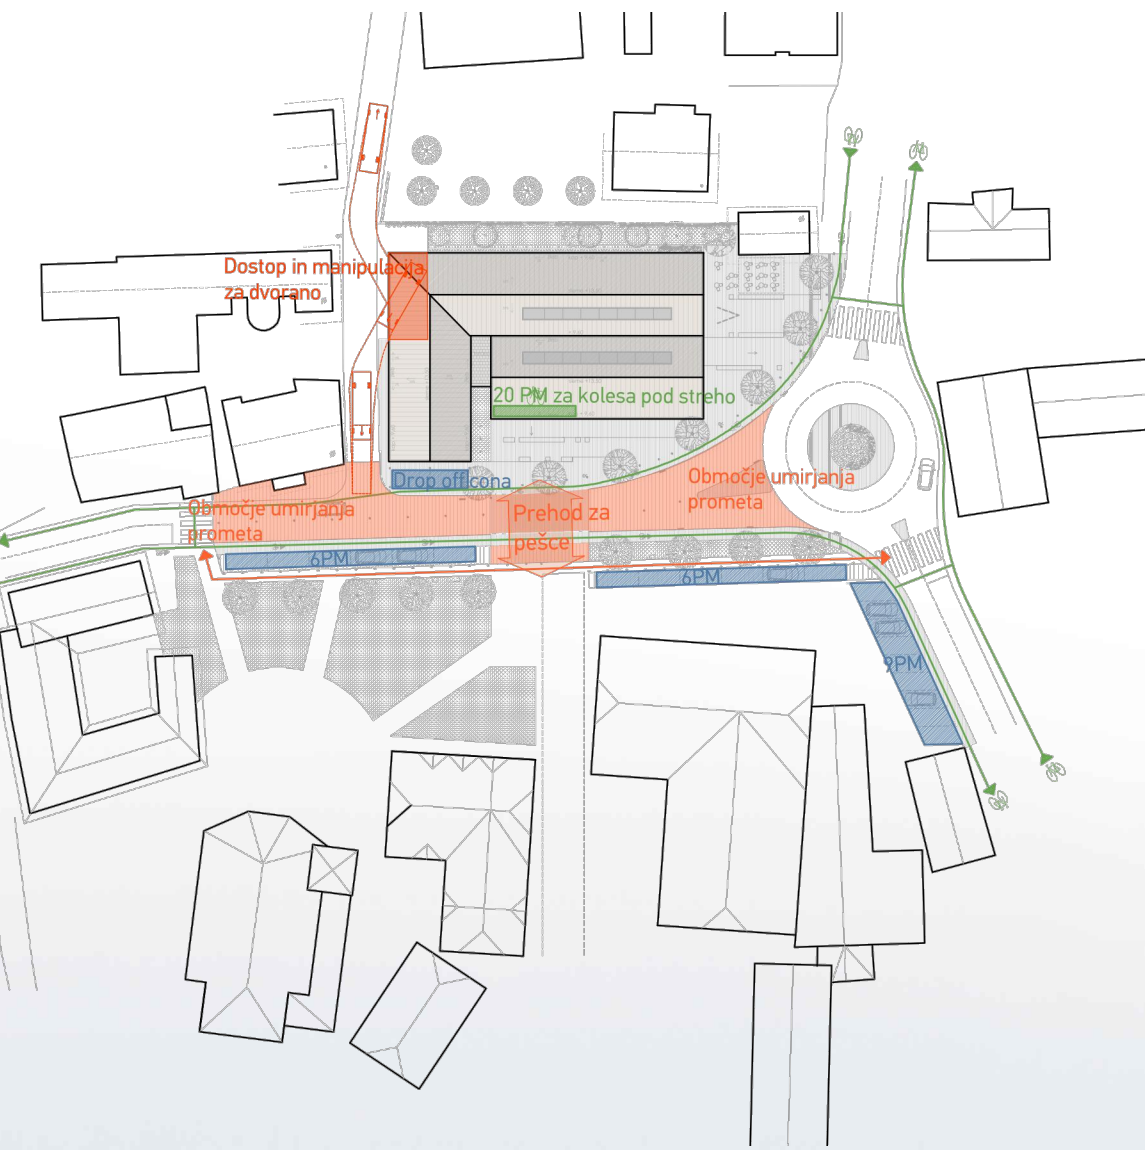 Dostop in manipulacija
za dvorano
20 PM za kolesa pod streho
Drop off cona
Območje umirjanja
prometa
Območje umirjanja
prometa
Prehod za
pešce
6PM
6PM
9PM